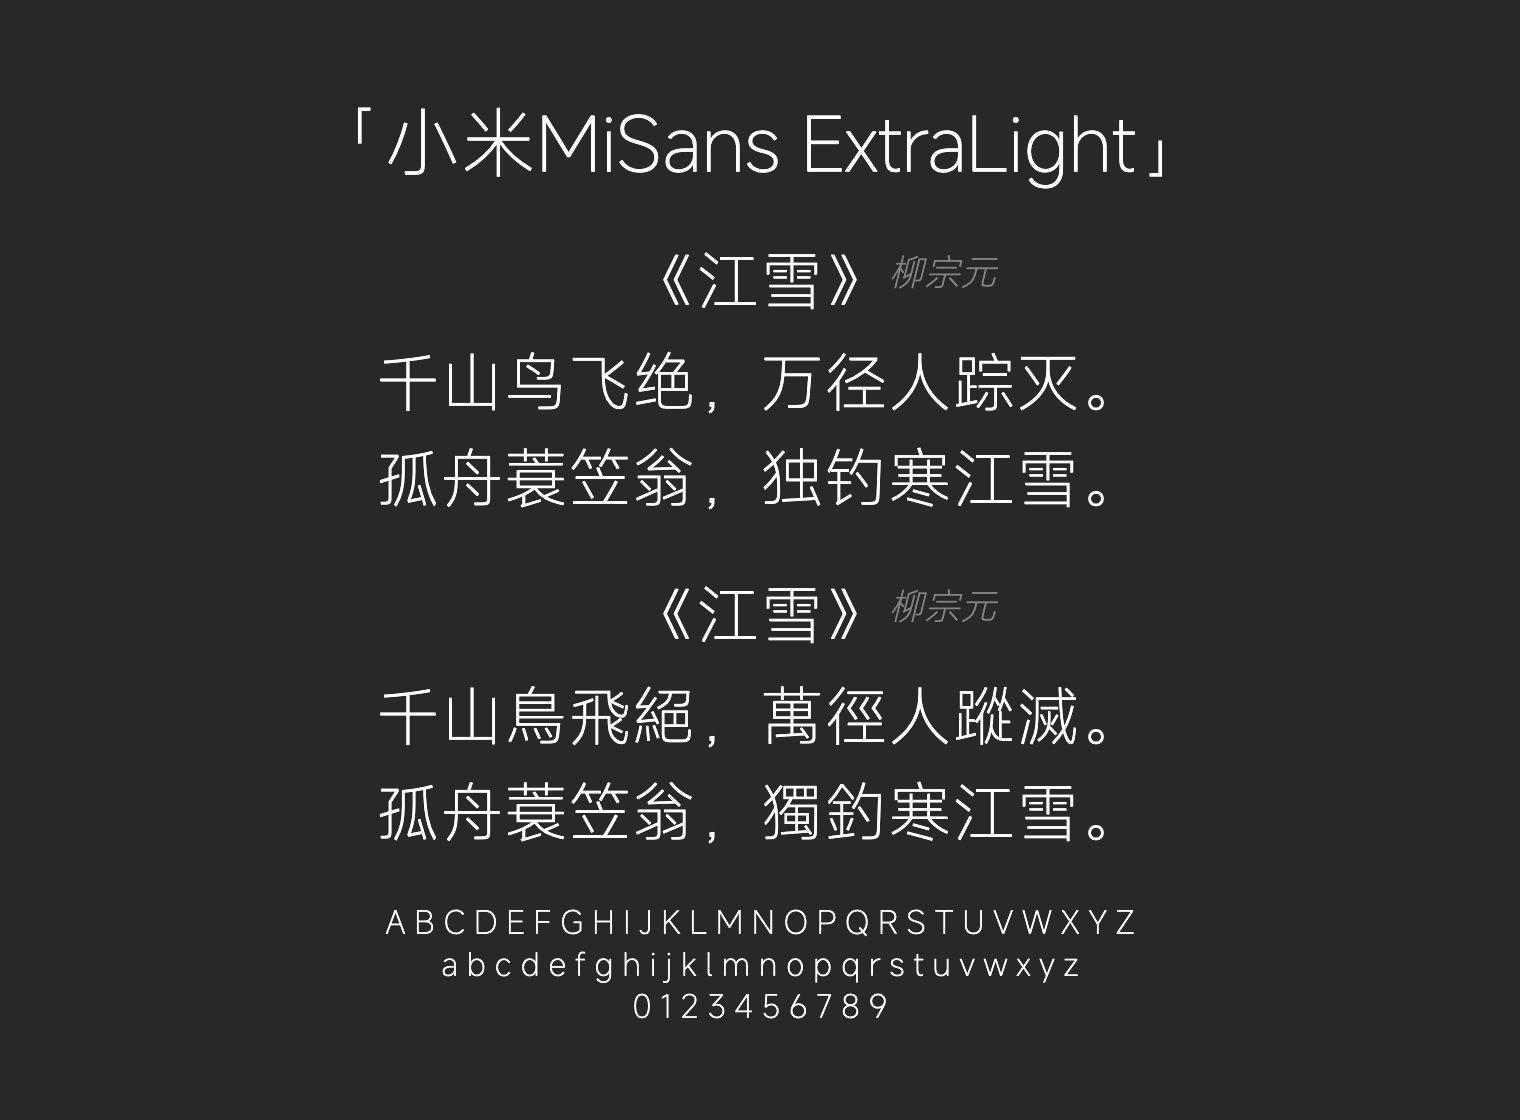 「小米MiSans ExtraLight」
《江雪》柳宗元
千山鸟飞绝，万径人踪灭。
孤舟蓑笠翁，独钓寒江雪。
《江雪》柳宗元
千山鳥飛絕，萬徑人蹤滅。
孤舟蓑笠翁，獨釣寒江雪。
A B C D E F G H I J K L M N O P Q R S T U V W X Y Z
a b c d e f g h i j k l m n o p q r s t u v w x y z
0 1 2 3 4 5 6 7 8 9